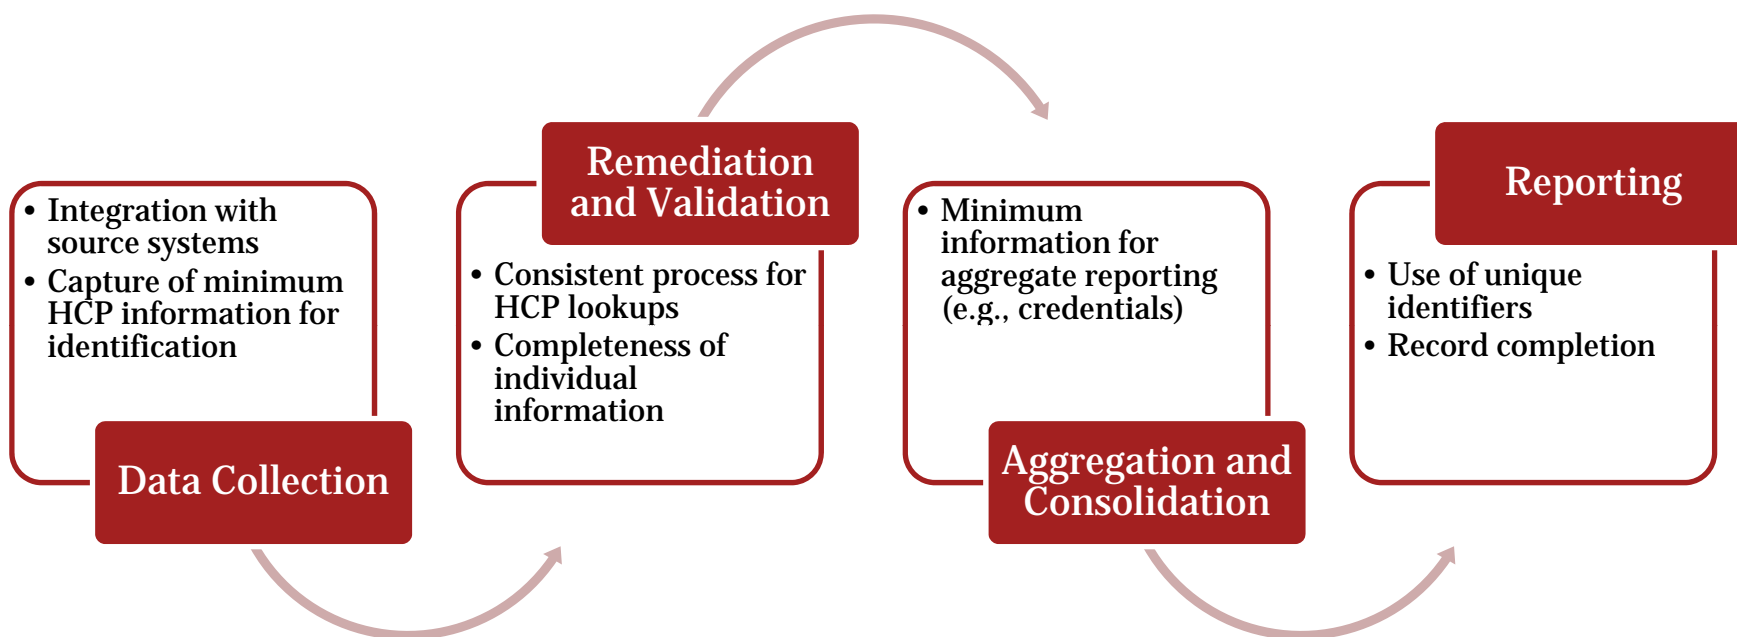 • Integration with
source systems
• Capture of minimum
HCP information for
identification
Data Collection
Remediation
and Validation
• Consistent process for
HCP lookups
• Completeness of
individual
information
• Minimum
information for
aggregate reporting
(e.g., credentials)
Aggregation and
Consolidation
Reporting
• Use of unique
identifiers
• Record completion